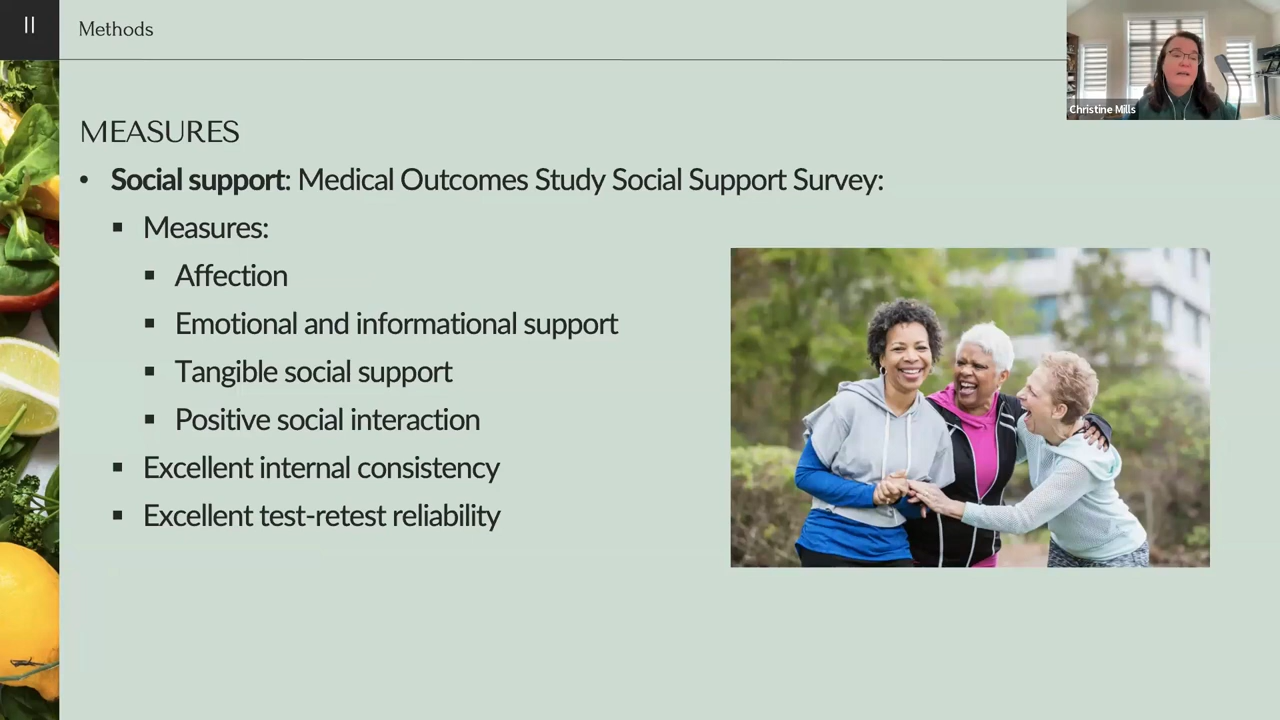 11
Methods
Christine Mills
MEASURES
• Social support: Medical Outcomes Study Social Support Survey:
▪ Measures:
▪ Affection
▪ Emotional and informational support
▪ Tangible social support
▪ Positive social interaction
▪ Excellent internal consistency
▪ Excellent test-retest reliability